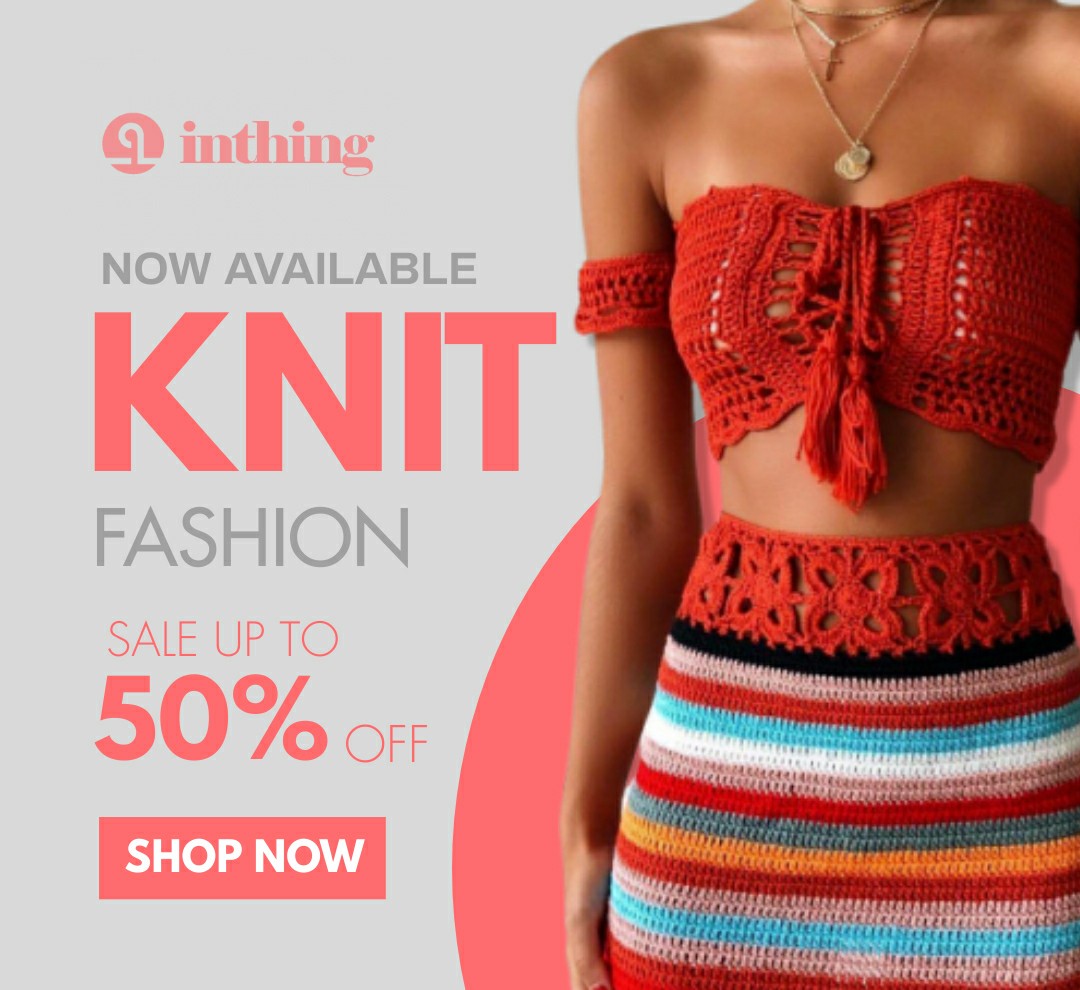 inthing
NOW AVAILABLE
KNIT
FASHION
SALE UP TO
50% OFF
SHOP NOW